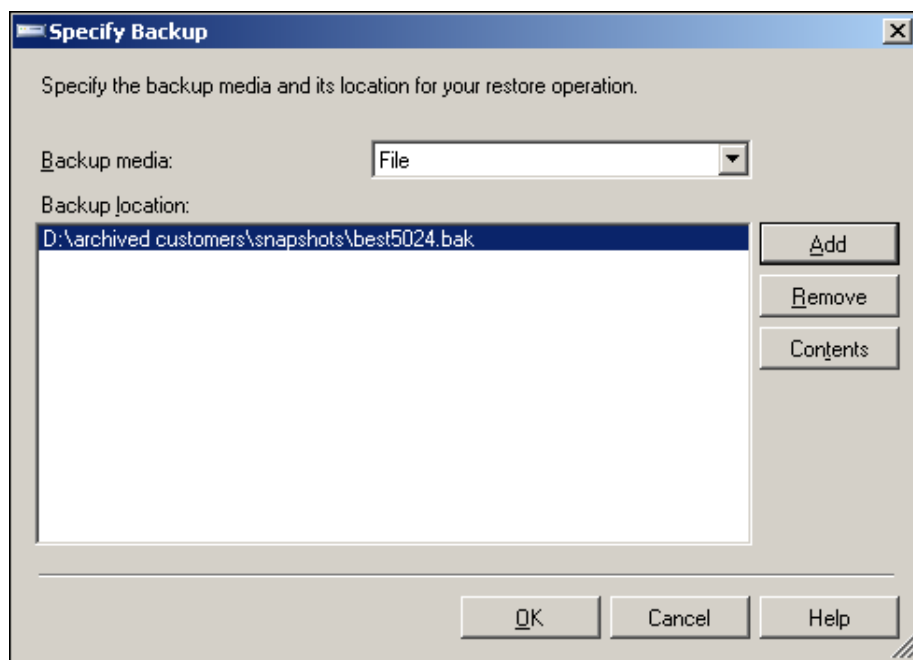 Specify Backup
Specify the backup media and its location for your restore operation.
Backup media:
File
Backup location:
D:\archived customers\snapshots\best5024.bak
Add
Remove
Contents
OK
Cancel
Help